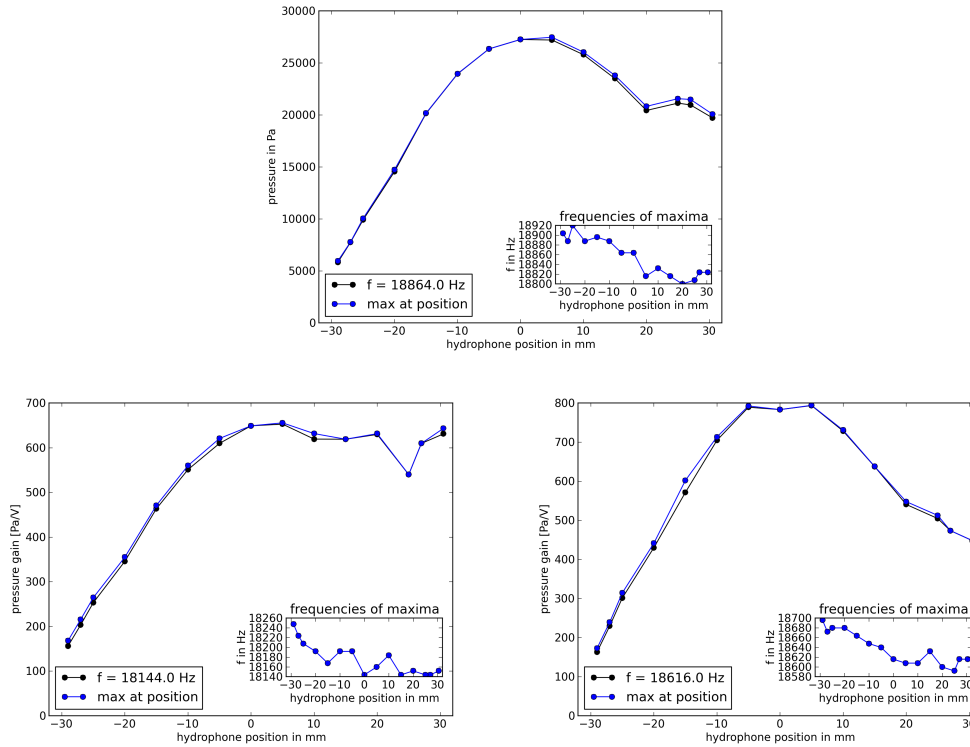 30000
25000
20000
15000
10000
5000
0
pressure in Pa
−30 −20 −10 0 10 20 30
hydrophone position in mm
f = 18864.0 Hz
max at position
frequencies of maxima
18920
18900
18880
18860
18840
18820
18800
f in Hz
−30 −20 −10 0 10 20 30
hydrophone position in mm
700
600
500
400
300
200
100
0
pressure gain [Pa/V]
−30 −20 −10 0 10 20 30
hydrophone position in mm
f = 18144.0 Hz
max at position
frequencies of maxima
18260
18240
18220
18200
18180
18160
18140
f in Hz
−30 −20 −10 0 10 20 30
hydrophone position in mm
800
700
600
500
400
300
200
100
0
pressure gain [Pa/V]
−30 −20 −10 0 10 20 30
hydrophone position in mm
f = 18616.0 Hz
max at position
frequencies of maxima
18700
18680
18660
18640
18620
18600
18580
f in Hz
−30 −20 −10 0 10 20 30
hydrophone position in mm